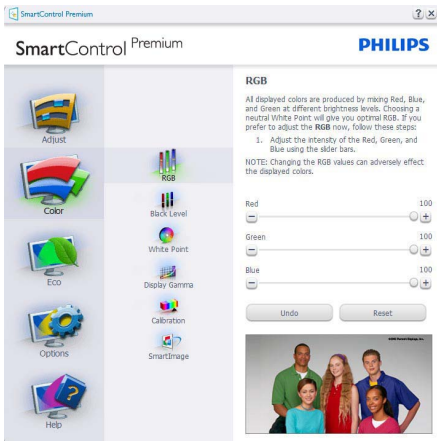 SmartControl Premium
SmartControl Premium
PHILIPS
Adjust
Color
Eco
Options
Help
RGB
Black Level
White Point
Display Gamma
Calibration
SmartImage
RGB
All displayed colors are produced by mixing Red, Blue,
and Green at different brightness levels. Choosing a
neutral White Point will give you optimal RGB. If you
prefer to adjust the RGB now, follow these steps:
1. Adjust the intensity of the Red, Green, and
Blue using the slider bars.
NOTE: Changing the RGB values can adversely effect
the displayed colors.
Red 100
Green 100
Blue 100
Undo Reset